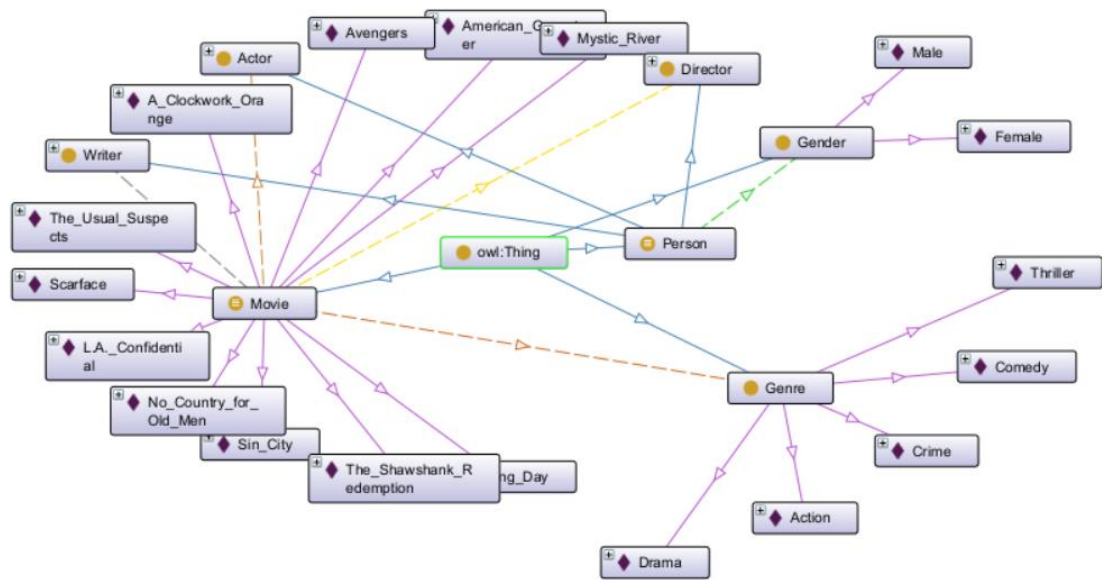 Avengers
American_G
er
Mystic_River
Actor
Director
Male
A_Clockwork_Ora
nge
Gender
Female
Writer
The_Usual_Suspe
cts
owl:Thing
Person
Thriller
Scarface
Movie
L.A._Confidenti
al
Comedy
Genre
No_Country_for_
Old_Men
Sin_City
Crime
The_Shawshank_R
edemption
ng_Day
Action
Drama